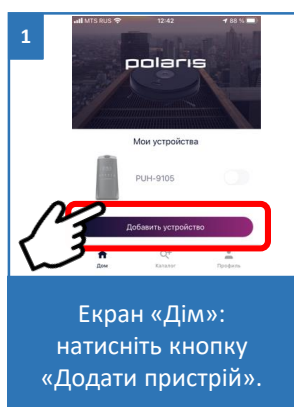 1
MTS RUS 12:42 88 %
polaris
Мои устройства
PUH-9105
Добавить устройство
Дом Каталог Профиль
Екран «Дім»:
натисніть кнопку
«Додати пристрій».